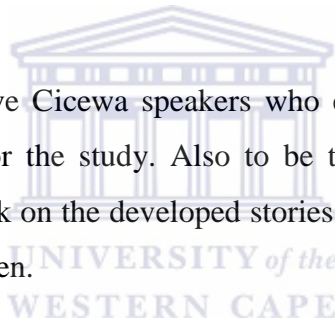 ve Cicewa speakers who
or the study. Also to be t
k on the developed stories
en.
UNIVERSITY of the
WESTERN CAPE